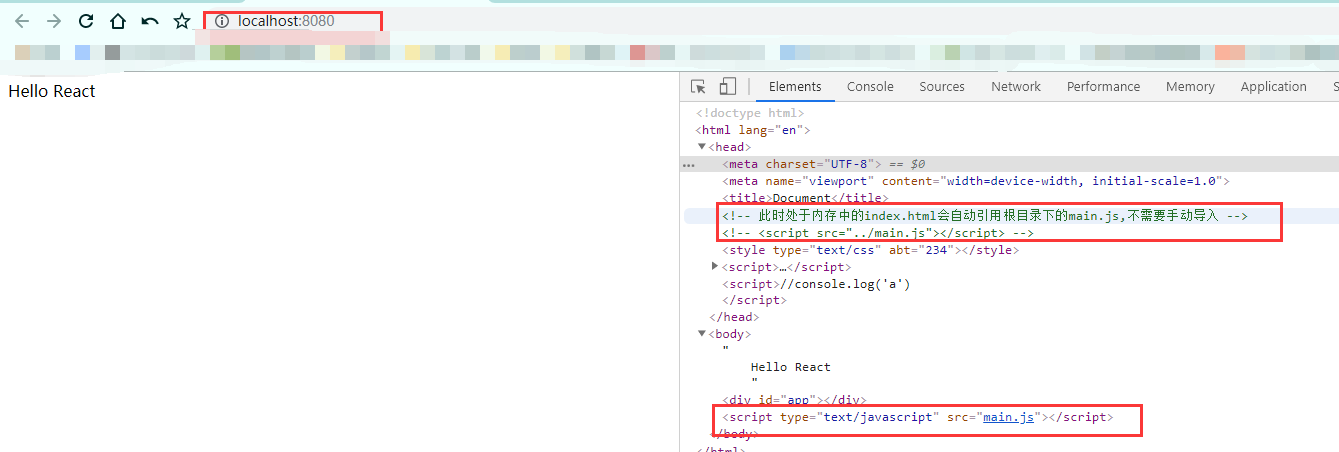 localhost:8080
Hello React
Elements Console Sources Network Performance Memory Application S
<!doctype html>
<html lang="en">
<head>
<meta charset="UTF-8"> == $0
<meta name="viewport" content="width=device-width, initial-scale=1.0">
<title>Document</title>
<!-- 此时处于内存中的index.html会自动引用根目录下的main.js,不需要手动导入 -->
<!-- <script src="../main.js"></script> -->
<style type="text/css" abt="234"></style>
<script>…</script>
<script>//console.log('a')
</script>
</head>
<body>
"
Hello React
"
<div id="app"></div>
<script type="text/javascript" src="main.js"></script>
</body>
</html>